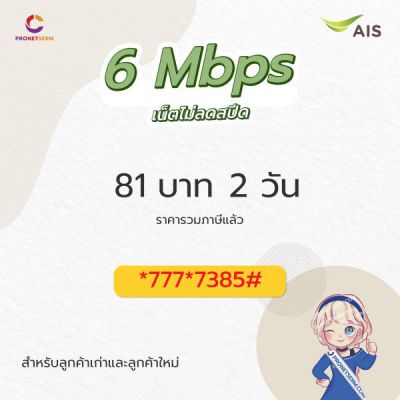 PRONETSERM
AIS
6 Mbps
เน็ตไม่ลดสปีด
81 บาท 2 วัน
ราคารวมภาษีแล้ว
*777*7385#
สำหรับลูกค้าเก่าและลูกค้าใหม่
PRONETSERM.Com